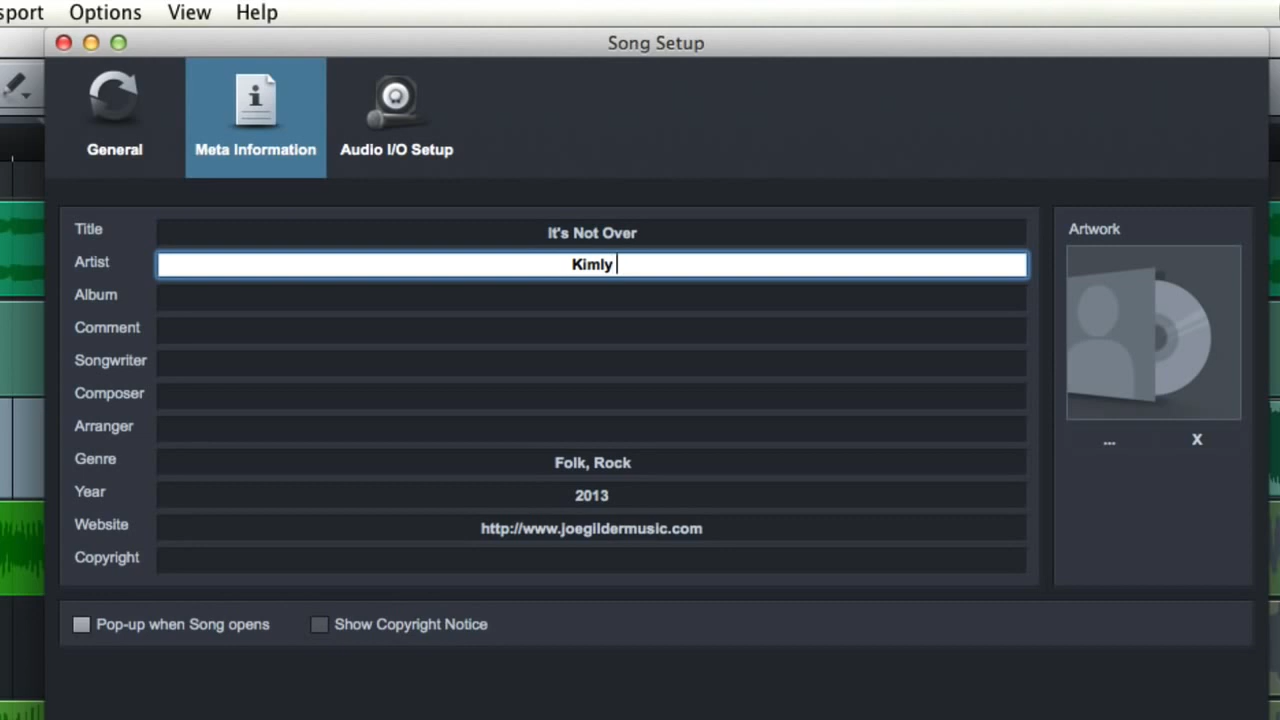 sport Options View Help
Song Setup
General Meta Information Audio I/O Setup
Title It's Not Over
Artist Kimly
Album
Comment
Songwriter
Composer
Arranger
Genre Folk, Rock
Year 2013
Website http://www.joegildermusic.com
Copyright
Artwork
... X
Pop-up when Song opens Show Copyright Notice